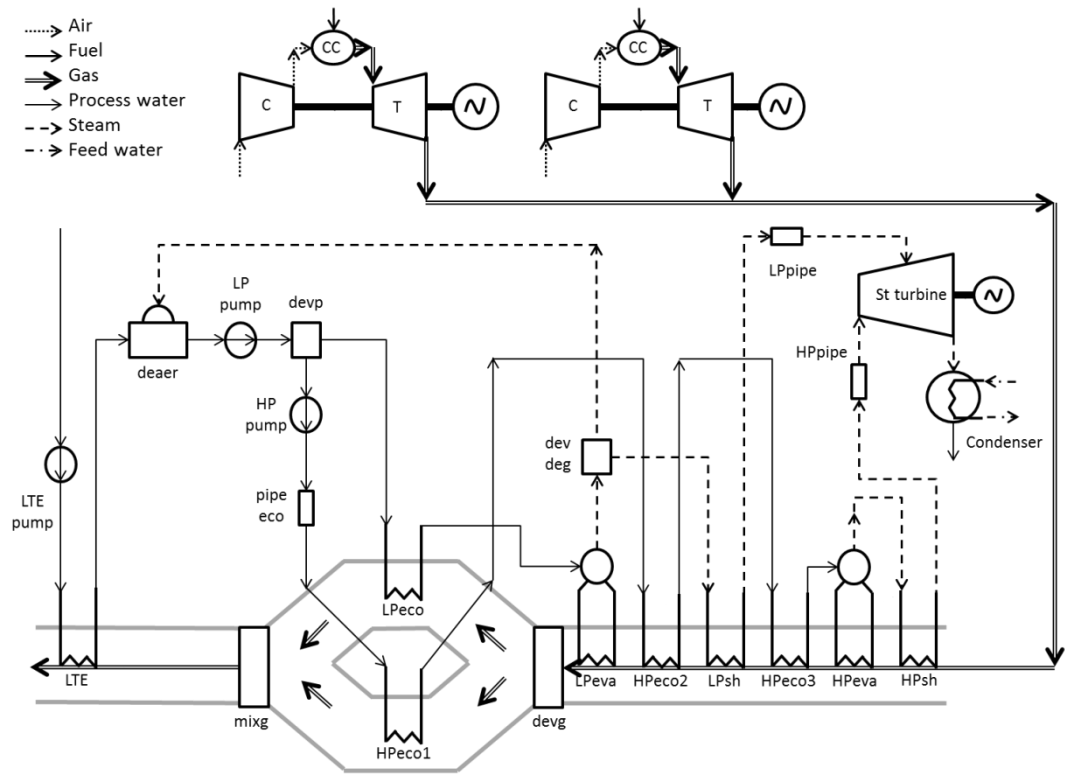 Air
Fuel
Gas
Process water
Steam
Feed water
CC
C
T
CC
C
T
LP
pump
devp
deaer
HP
pump
LTE
pump
pipe
eco
dev
deg
LPpipe
St turbine
HPpipe
Condenser
LPeco
LTE
mixg
HPeco1
devg
LPeva
HPeco2
LPsh
HPeco3
HPeva
HPsh